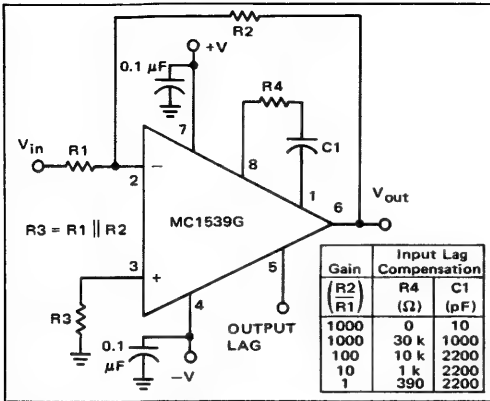 R2
+V
0.1 µF
R4
7
Vin
R1
8
C1
2
−
1
Vout
R3 = R1 || R2
MC1539G
6
3
+
5
R3
4
OUTPUT
LAG
0.1
µF
−V
Gain Input Lag Compensation
(R2/R1) R4 (Ω) C1 (pF)
1000 0 10
1000 30 k 1000
100 10 k 2200
10 1 k 2200
1 390 2200